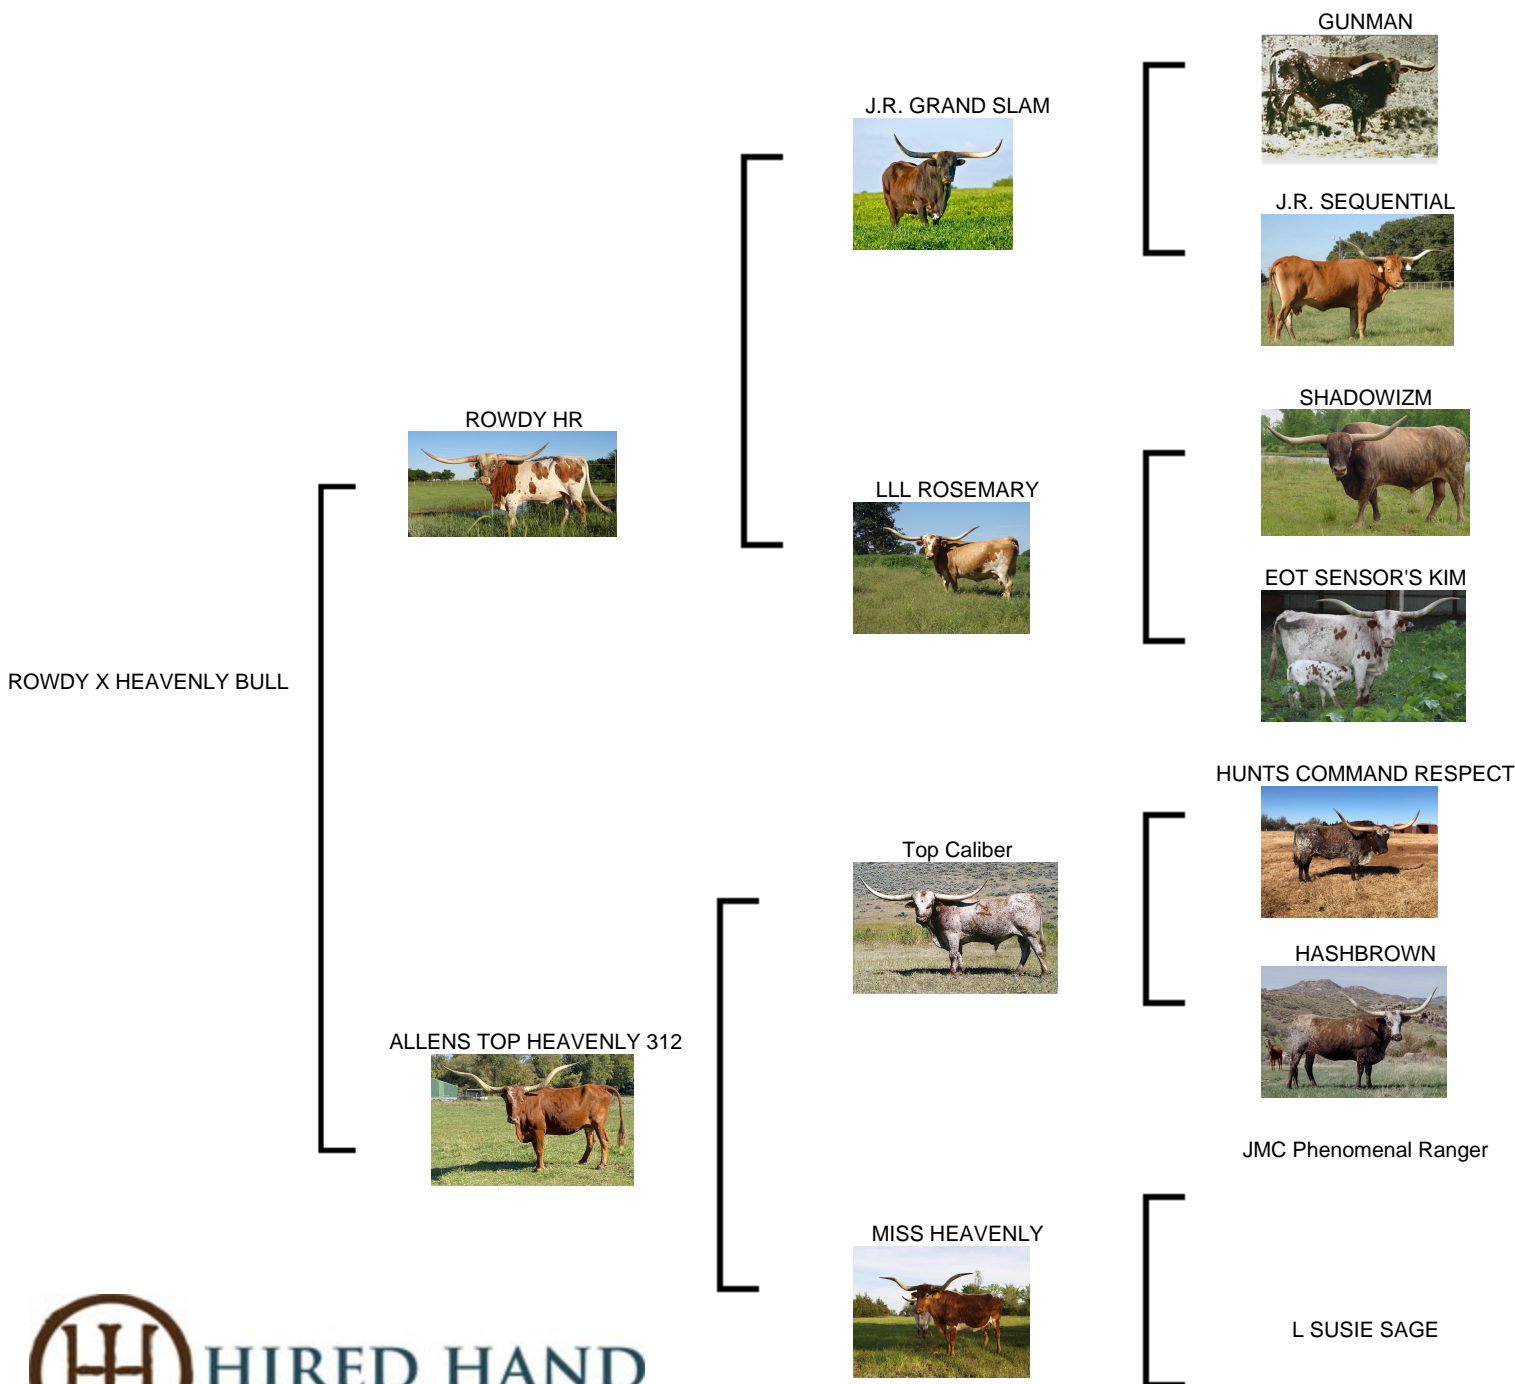 GUNMAN
J.R. GRAND SLAM
J.R. SEQUENTIAL
ROWDY HR
SHADOWIZM
LLL ROSEMARY
EOT SENSOR'S KIM
ROWDY X HEAVENLY BULL
HUNTS COMMAND RESPECT
Top Caliber
HASHBROWN
ALLENS TOP HEAVENLY 312
JMC Phenomenal Ranger
MISS HEAVENLY
L SUSIE SAGE
HIRED HAND